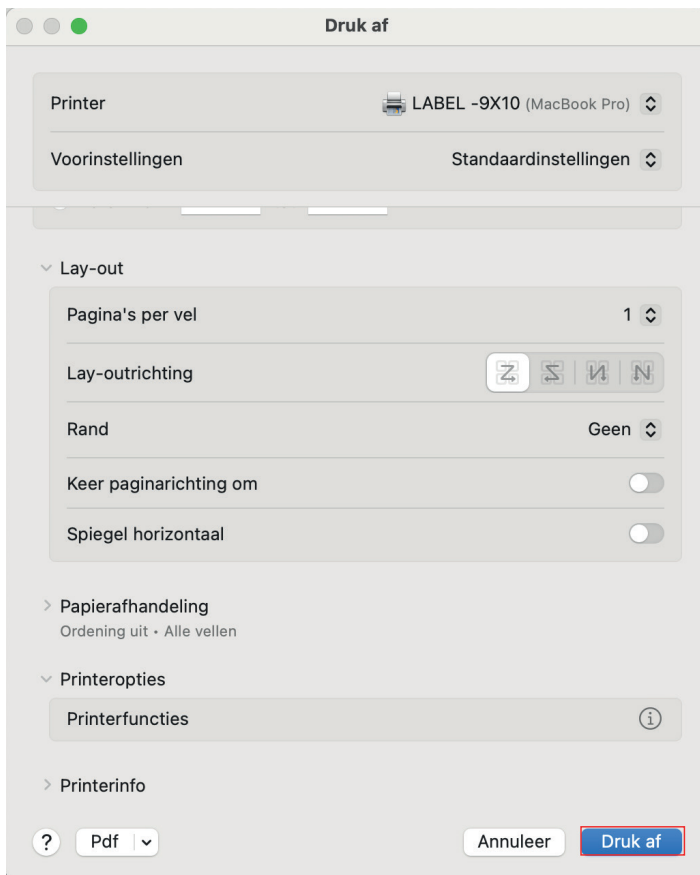 Druk af
Printer LABEL -9X10 (MacBook Pro)
Voorinstellingen Standaardinstellingen
Lay-out
Pagina's per vel 1
Lay-outrichting
Rand Geen
Keer paginarichting om
Spiegel horizontaal
Papierafhandeling
Ordening uit • Alle vellen
Printeropties
Printerfuncties
Printerinfo
? Pdf Annuleer Druk af